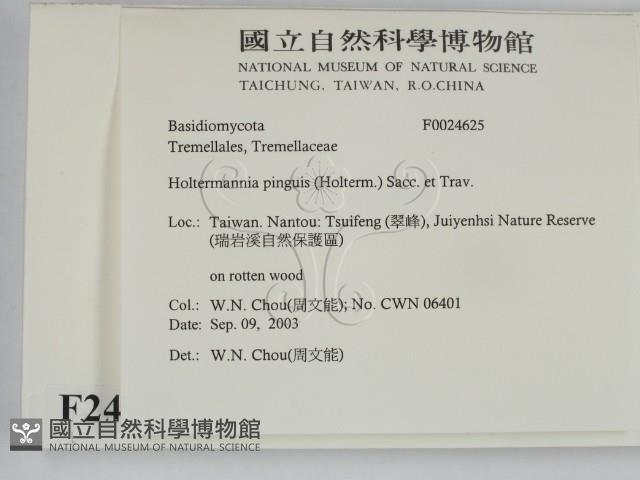 國立自然科學博物館
NATIONAL MUSEUM OF NATURAL SCIENCE
TAICHUNG, TAIWAN, R.O.CHINA
Basidiomycota F0024625
Tremellales, Tremellaceae
Holtermannia pinguis (Holterm.) Sacc. et Trav.
Loc.: Taiwan. Nantou: Tsuifeng (翠峰), Juiyenhsi Nature Reserve
(瑞岩溪自然保護區)
on rotten wood
Col.: W.N. Chou(周文能); No. CWN 06401
Date: Sep. 09, 2003
Det.: W.N. Chou(周文能)
F24
國立自然科學博物館
NATIONAL MUSEUM OF NATURAL SCIENCE